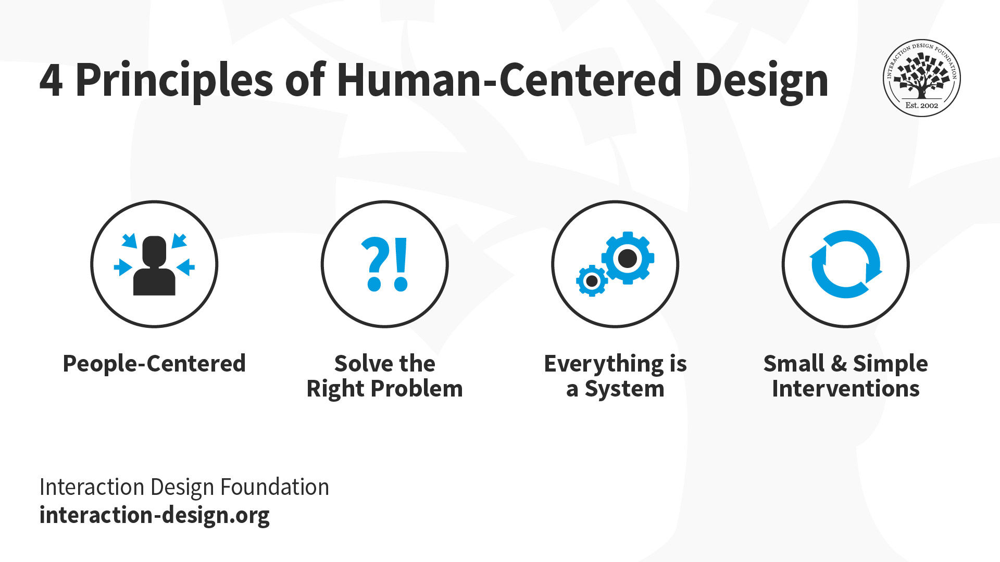 4 Principles of Human-Centered Design
INTERACTION DESIGN FOUNDATION
Est. 2002
?!
People-Centered
Solve the
Right Problem
Everything is
a System
Small & Simple
Interventions
Interaction Design Foundation
interaction-design.org